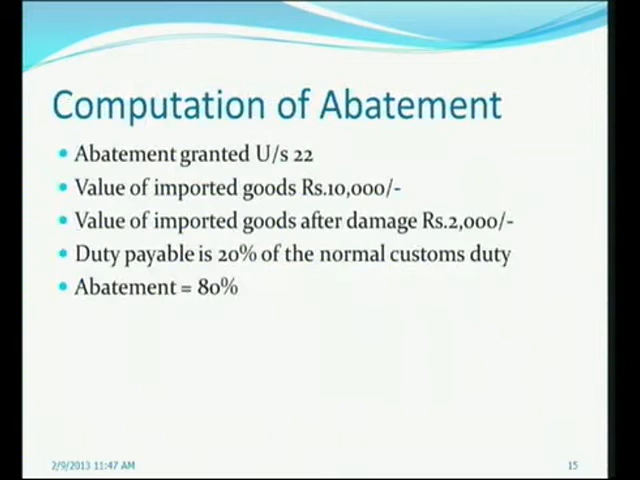 Computation of Abatement
Abatement granted U/s 22
Value of imported goods Rs.10,000/-
Value of imported goods after damage Rs.2,000/-
Duty payable is 20% of the normal customs duty
Abatement = 80%
2/9/2013 11:47 AM
15